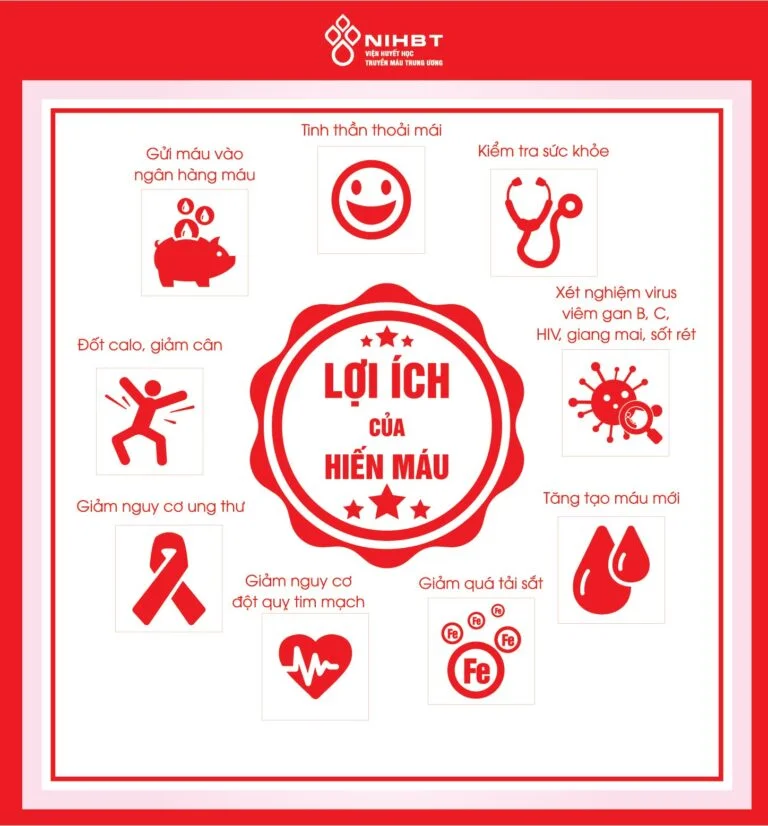 NIHBT
VIỆN HUYẾT HỌC
TRUYỀN MÁU TRUNG ƯƠNG
Tinh thần thoải mái
Kiểm tra sức khỏe
Gửi máu vào
ngân hàng máu
Xét nghiệm virus
viêm gan B, C,
HIV, giang mai, sốt rét
Đốt calo, giảm cân
LỢI ÍCH
CỦA
HIẾN MÁU
Tăng tạo máu mới
Giảm nguy cơ ung thư
Giảm nguy cơ
đột quỵ tim mạch
Giảm quá tải sắt
Fe
Fe
Fe
Fe
Fe